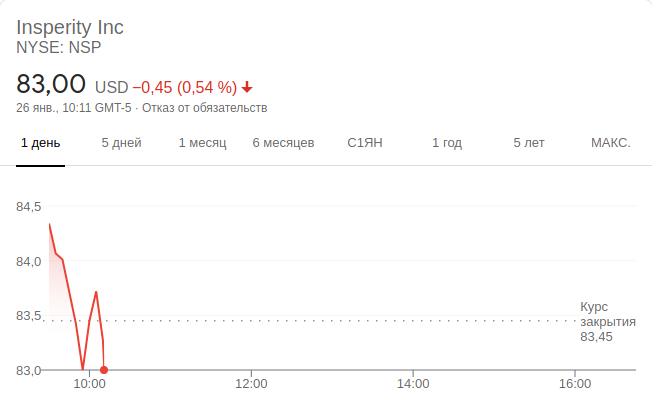 Insperity Inc
NYSE: NSP
83,00 USD −0,45 (0,54 %)
26 янв., 10:11 GMT-5 · Отказ от обязательств
1 день 5 дней 1 месяц 6 месяцев С1ЯН 1 год 5 лет МАКС.
84,5
84,0
83,5
Курс
закрытия
83,45
83,0
10:00 12:00 14:00 16:00